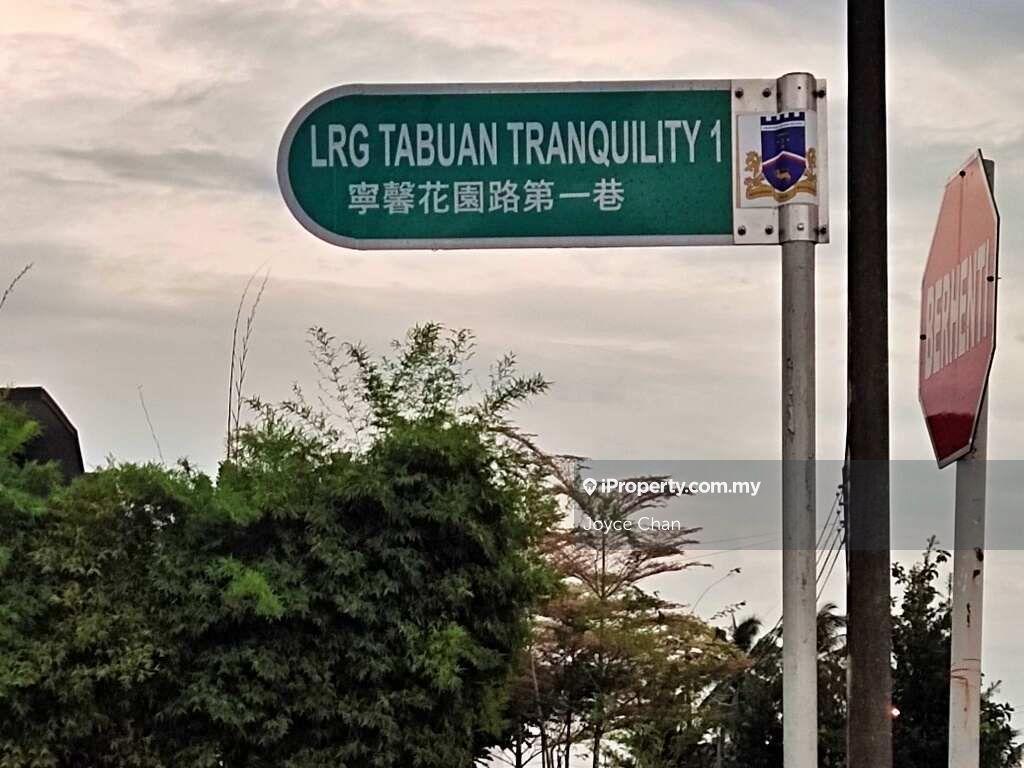 LRG TABUAN TRANQUILITY 1
寧馨花園路第一巷
BERHENTI
iProperty.com.my
Joyce Chan